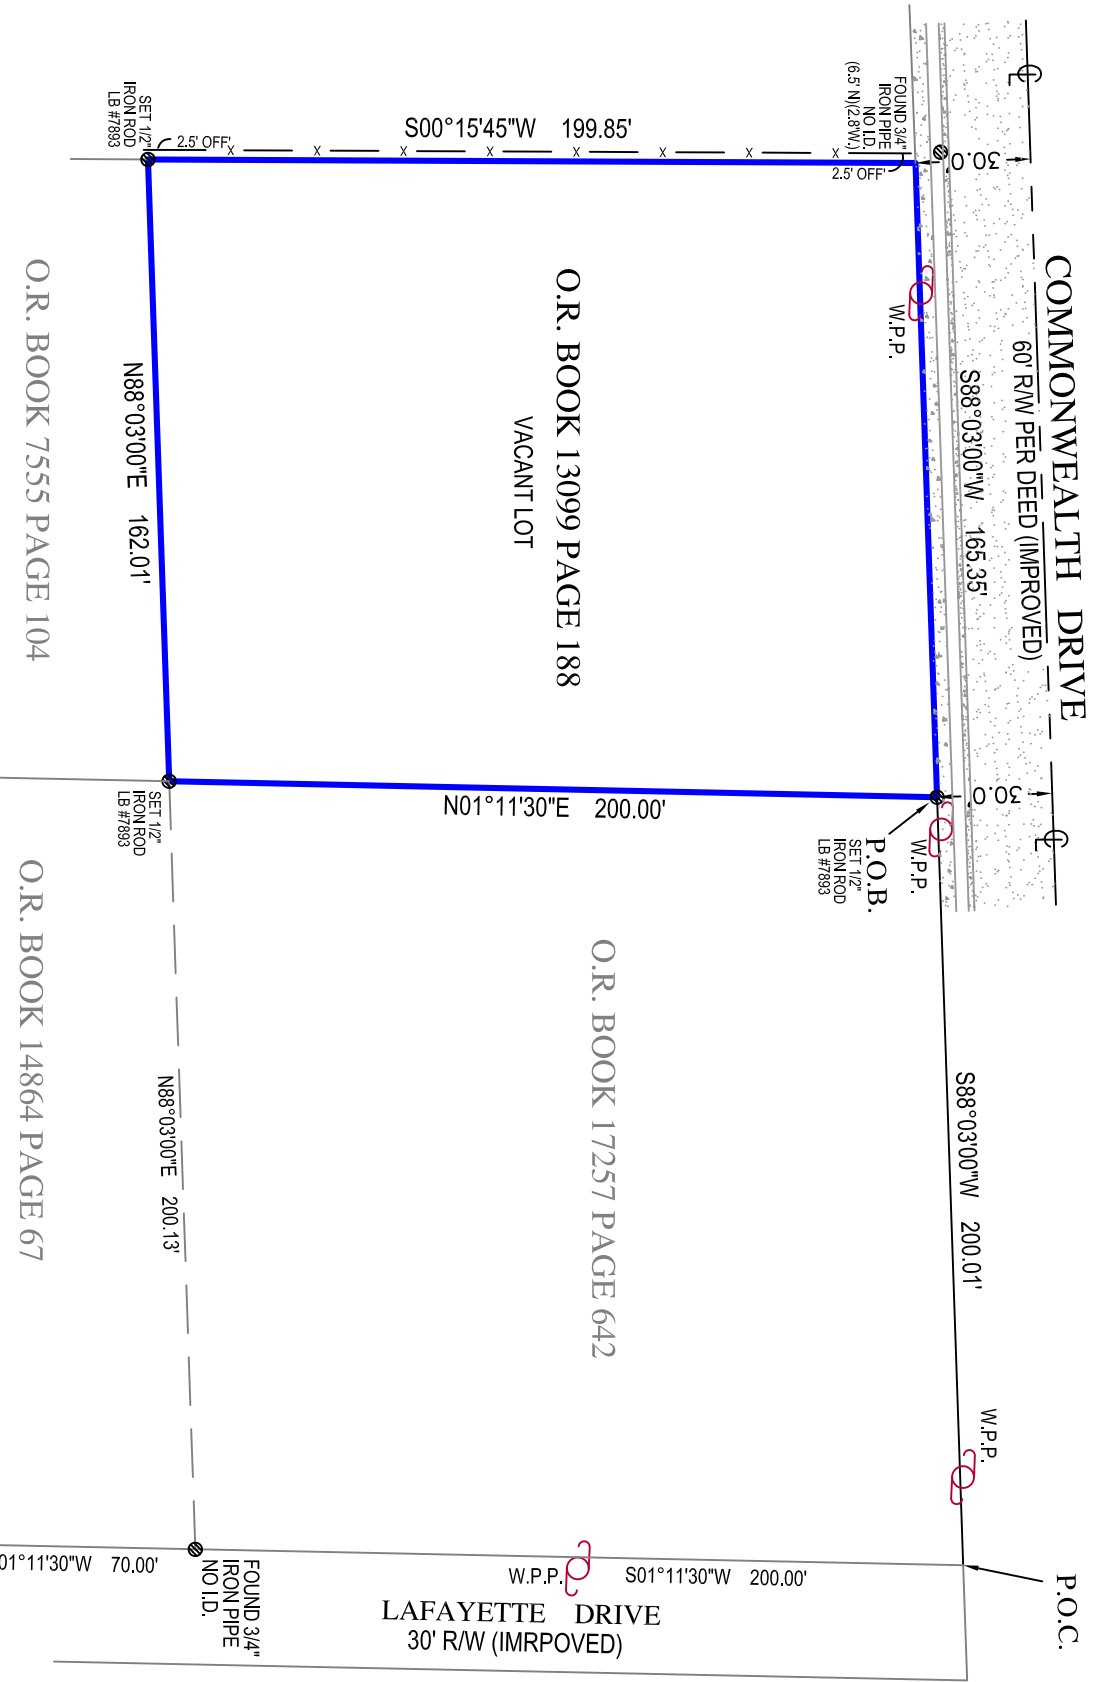 COMMONWEALTH DRIVE
60' R/W PER DEED (IMPROVED)
S88°03'00"W 165.35'
30.0
30.0
FOUND 3/4"
IRON PIPE
NO I.D.
(6.5' N)(2.8'W.)
2.5' OFF'
W.P.P.
W.P.P.
P.O.B.
SET 1/2"
IRON ROD
LB #7893
S88°03'00"W 200.01'
W.P.P.
P.O.C.
S00°15'45"W 199.85'
X X X X X X X X
O.R. BOOK 13099 PAGE 188
VACANT LOT
N01°11'30"E 200.00'
O.R. BOOK 17257 PAGE 642
S01°11'30"W 200.00'
W.P.P.
LAFAYETTE DRIVE
30' R/W (IMRPOVED)
2.5' OFF'
SET 1/2"
IRON ROD
LB #7893
N88°03'00"E 162.01'
SET 1/2"
IRON ROD
LB #7893
N88°03'00"E 200.13'
FOUND 3/4"
IRON PIPE
NO I.D.
01°11'30"W 70.00'
O.R. BOOK 7555 PAGE 104
O.R. BOOK 14864 PAGE 67